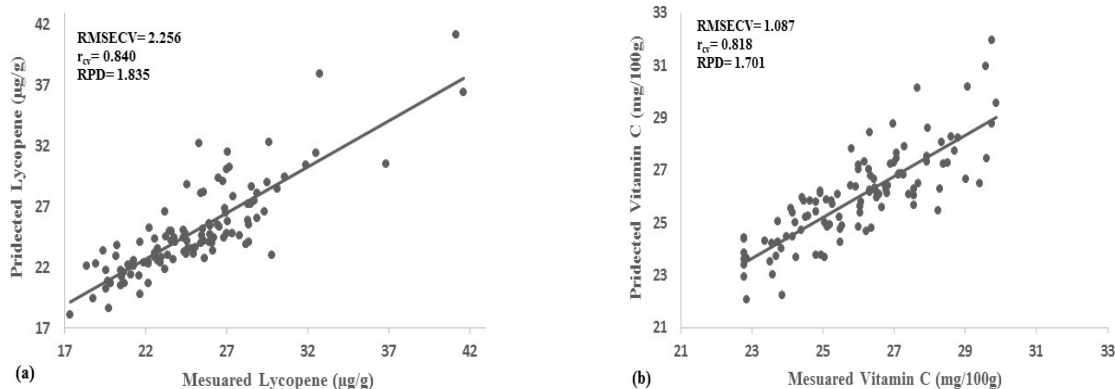 RMSECV= 2.256
rcv= 0.840
RPD= 1.835
Pridected Lycopene (µg/g)
42
37
32
27
22
17
17 22 27 32 37 42
(a)
Mesuared Lycopene (µg/g)
RMSECV= 1.087
rcv= 0.818
RPD= 1.701
Pridected Vitamin C (mg/100g)
33
31
29
27
25
23
21
21 23 25 27 29 31 33
(b)
Mesuared Vitamin C (mg/100g)